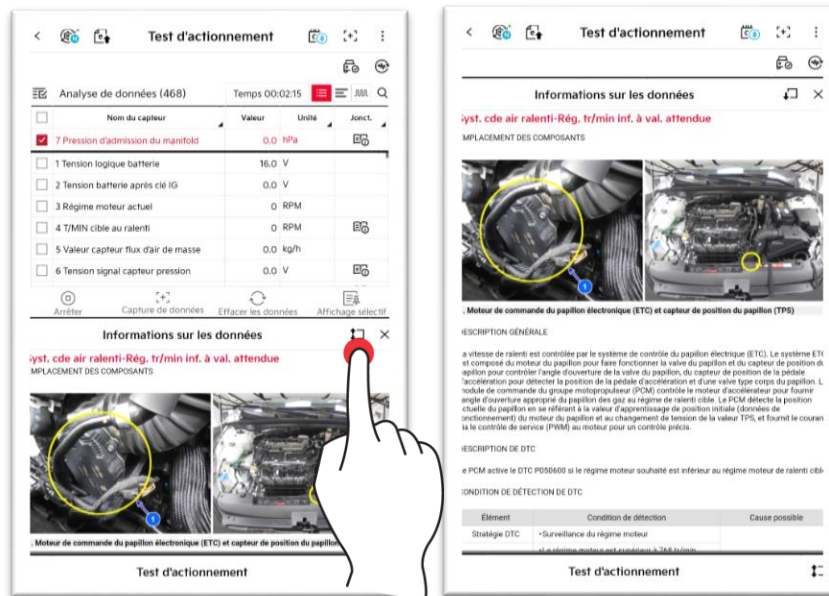 Test d'actionnement
Analyse de données (468)
Temps 00:02:15
Nom du capteur Valeur Unité Jonct.
7 Pression d'admission du manifold 0.0 hPa
1 Tension logique batterie 16.0 V
2 Tension batterie après clé IG 0.0 V
3 Régime moteur actuel 0 RPM
4 T/MIN cible au ralenti 0 RPM
5 Valeur capteur flux d'air de masse 0.0 kg/h
6 Tension signal capteur pression 0.0 V
Arrêter Capture de données Effacer les données Affichage sélectif
Informations sur les données
Syst. cde air ralenti-Rég. tr/min inf. à val. attendue
MPLACEMENT DES COMPOSANTS
1
. Moteur de commande du papillon électronique (ETC) et capteur de position du papillon
Test d'actionnement
Test d'actionnement
Informations sur les données
Syst. cde air ralenti-Rég. tr/min inf. à val. attendue
MPLACEMENT DES COMPOSANTS
1
. Moteur de commande du papillon électronique (ETC) et capteur de position du papillon (TPS)
DESCRIPTION GÉNÉRALE
a vitesse de ralenti est contrôlée par le système de contrôle du papillon électrique (ETC). Le système ETC
est composé du moteur du papillon pour faire fonctionner la valve du papillon et du capteur de position du
papillon pour contrôler l'angle d'ouverture de la valve du papillon, du capteur de position de la pédale
'accélération pour détecter la position de la pédale d'accélération et d'une valve type corps du papillon. L
module de commande du groupe motopropulseur (PCM) contrôle le moteur d'accélérateur pour fournir
'angle d'ouverture approprié du papillon des gaz au régime de ralenti cible. Le PCM détecte la position
actuelle du papillon en se référant à la valeur d'apprentissage de position initiale (données de
onctionnement) du moteur du papillon et au changement de tension de la valeur TPS, et fournit le couran
ia le contrôle de service (PWM) au moteur pour un contrôle précis.
DESCRIPTION DE DTC
e PCM active le DTC P050600 si le régime moteur souhaité est inférieur au régime moteur de ralenti cible
CONDITION DE DÉTECTION DE DTC
Élément Condition de détection Cause possible
Stratégie DTC •Surveillance du régime moteur
•La régime moteur est supérieur à 768 tr/min
Test d'actionnement